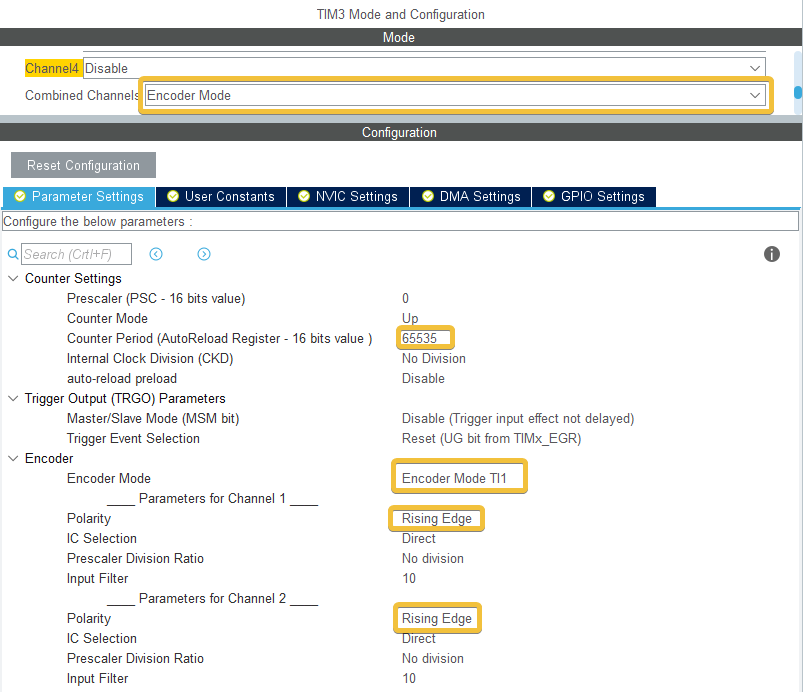 TIM3 Mode and Configuration
Mode
Channel4 Disable
Combined Channels Encoder Mode
Configuration
Reset Configuration
Parameter Settings User Constants NVIC Settings DMA Settings GPIO Settings
Configure the below parameters :
Search (Crtl+F)
Counter Settings
Prescaler (PSC - 16 bits value) 0
Counter Mode Up
Counter Period (AutoReload Register - 16 bits value ) 65535
Internal Clock Division (CKD) No Division
auto-reload preload Disable
Trigger Output (TRGO) Parameters
Master/Slave Mode (MSM bit) Disable (Trigger input effect not delayed)
Trigger Event Selection Reset (UG bit from TIMx_EGR)
Encoder
Encoder Mode Encoder Mode TI1
____ Parameters for Channel 1 ____
Polarity Rising Edge
IC Selection Direct
Prescaler Division Ratio No division
Input Filter 10
____ Parameters for Channel 2 ____
Polarity Rising Edge
IC Selection Direct
Prescaler Division Ratio No division
Input Filter 10